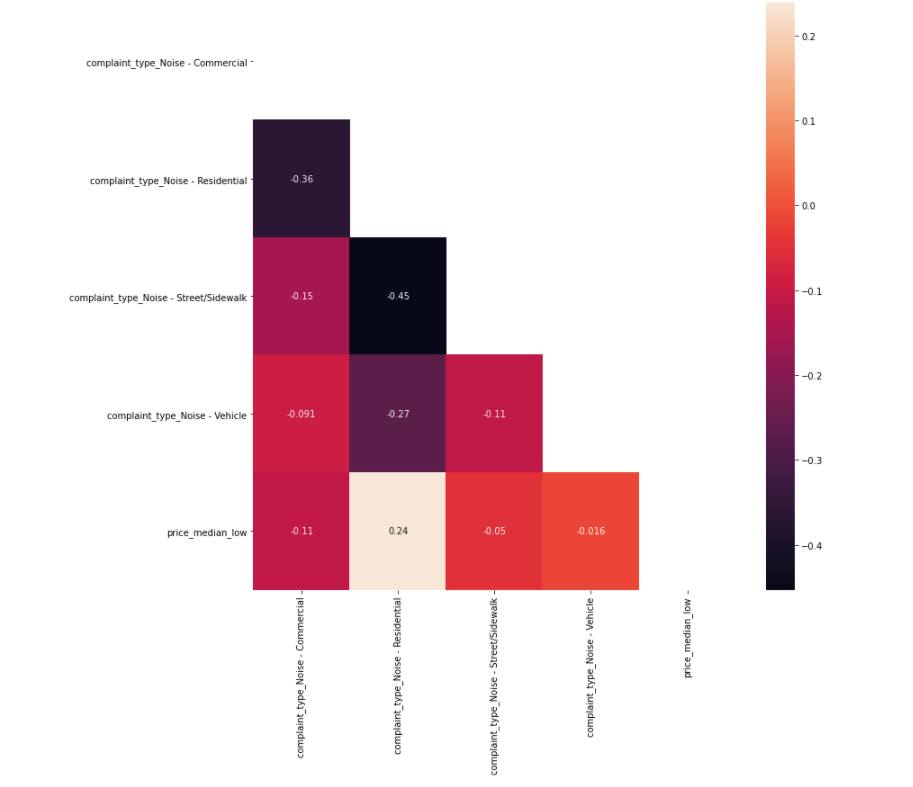 complaint_type_Noise - Commercial
complaint_type_Noise - Residential
-0.36
complaint_type_Noise - Street/Sidewalk
-0.15
-0.45
complaint_type_Noise - Vehicle
-0.091
-0.27
-0.11
price_median_low
-0.11
0.24
-0.05
-0.016
complaint_type_Noise - Commercial
complaint_type_Noise - Residential
complaint_type_Noise - Street/Sidewalk
complaint_type_Noise - Vehicle
price_median_low
0.2
0.1
0.0
−0.1
−0.2
−0.3
−0.4